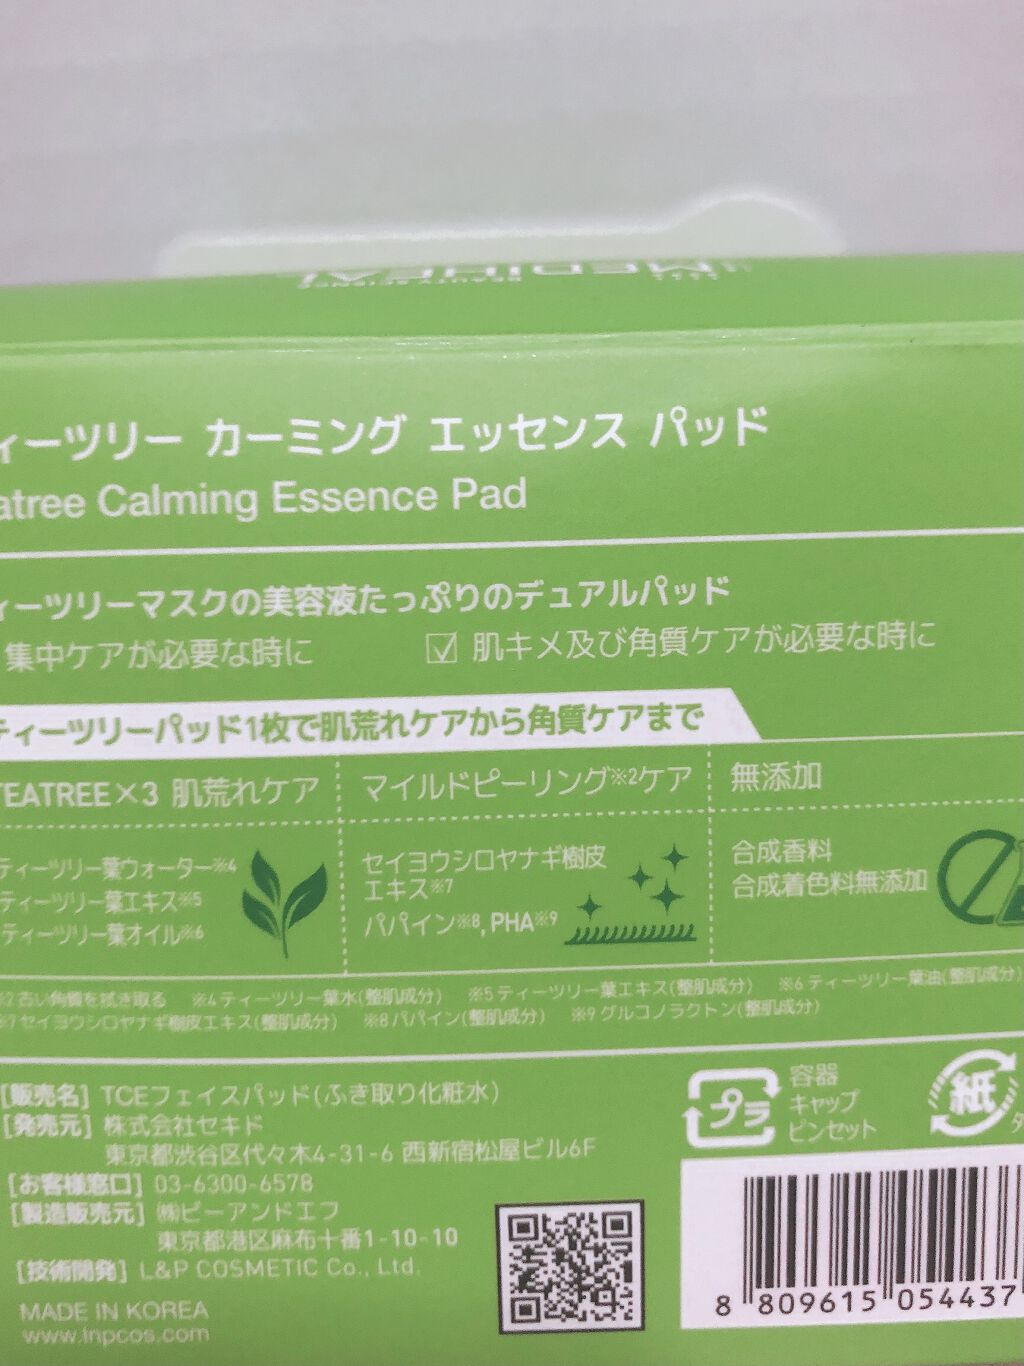 MEDIHEAL
BEAUTY SCIENCE
ィーツリー カーミング エッセンス パッド
atree Calming Essence Pad
ィーツリーマスクの美容液たっぷりのデュアルパッド
集中ケアが必要な時に
☑ 肌キメ及び角質ケアが必要な時に
ティーツリーパッド1枚で肌荒れケアから角質ケアまで
TEATREE×3 肌荒れケア
ティーツリー葉ウォーター※4
ティーツリー葉エキス※5
ティーツリー葉オイル※6
マイルドピーリング※2ケア
セイヨウシロヤナギ樹皮
エキス※7
パパイン※8, PHA※9
無添加
合成香料
合成着色料無添加
※2 古い角質を拭き取る ※4 ティーツリー葉水(整肌成分) ※5 ティーツリー葉エキス(整肌成分) ※6 ティーツリー葉油(整肌成分)
※7 セイヨウシロヤナギ樹皮エキス(整肌成分) ※8 パパイン(整肌成分) ※9 グルコノラクトン(整肌成分)
[販売名] TCEフェイスパッド(ふき取り化粧水)
[発売元] 株式会社セキド
東京都渋谷区代々木4-31-6 西新宿松屋ビル6F
[お客様窓口] 03-6300-6578
[製造販売元] ㈱ピーアンドエフ
東京都港区麻布十番1-10-10
[技術開発] L&P COSMETIC Co., Ltd.
MADE IN KOREA
www.lnpcos.com
プラ
容器
キャップ
ピンセット
紙
8 809615 054437